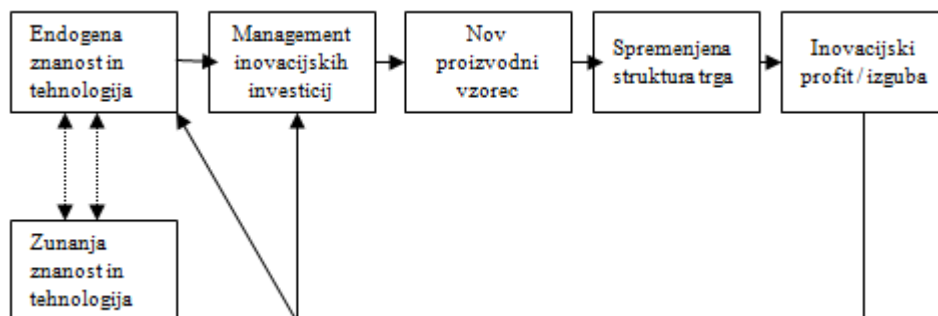 Endogena
znanost in
tehnologija
Management
inovacijskih
investicij
Nov
proizvodni
vzorec
Spremenjena
struktura trga
Inovacijski
profit / izguba
Zunanja
znanost in
tehnologija